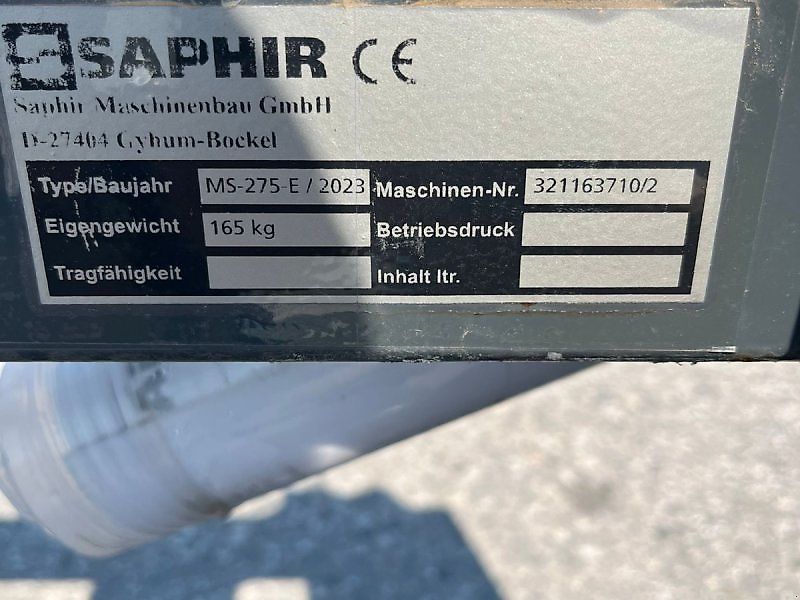 SAPHIR CE
Saphir Maschinenbau GmbH
D-27404 Gyhum-Bockel
Type/Baujahr MS-275-E / 2023 Maschinen-Nr. 321163710/2
Eigengewicht 165 kg Betriebsdruck
Tragfähigkeit Inhalt ltr.